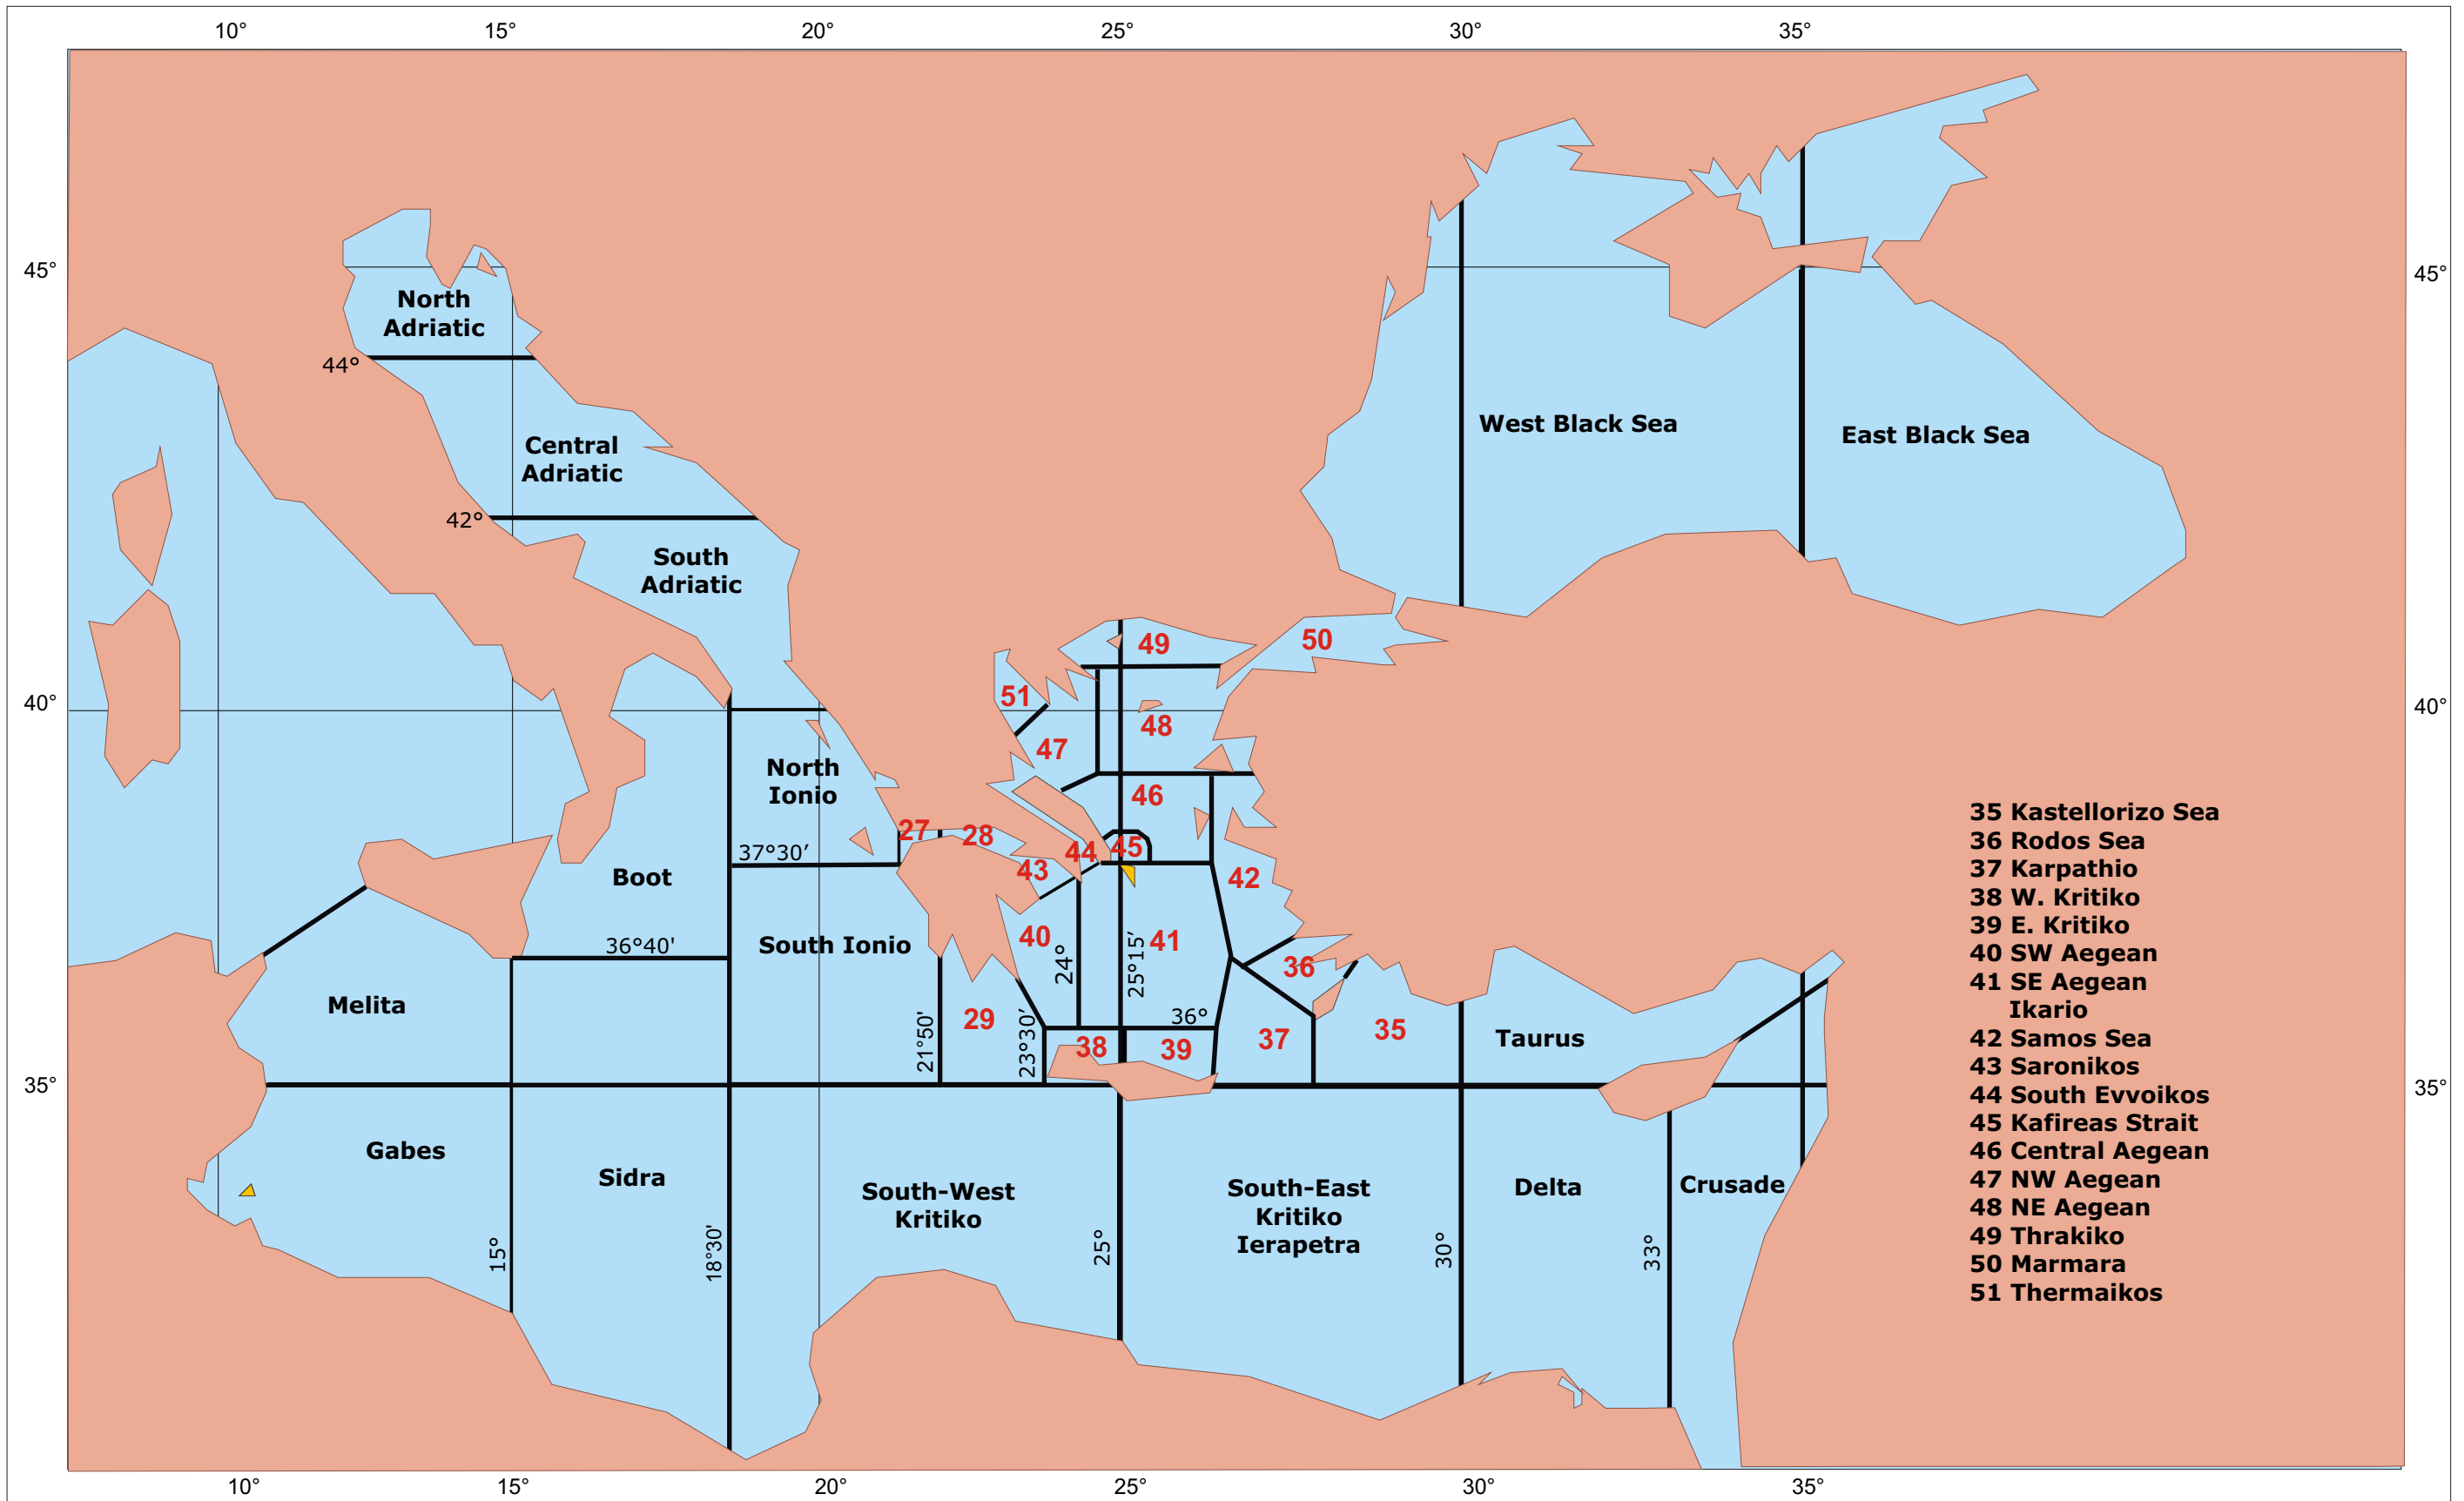 10° 15° 20° 25° 30° 35°
45° 45°
North
Adriatic
44°
West Black Sea
East Black Sea
Central
Adriatic
42°
South
Adriatic
49
50
51
40° 40°
48
47
North
Ionio
46
27
28
45
44
37°30’
43
Boot
42
40
41
South Ionio
36°40'
24°
25°15’
36
Melita
29
36°
21°50'
23°30’
38
39
37
35
Taurus
35° 35°
Gabes
Sidra
South-West
Kritiko
South-East
Kritiko
Ierapetra
Delta
Crusade
15°
18°30'
25°
30°
33°
35 Kastellorizo Sea
36 Rodos Sea
37 Karpathio
38 W. Kritiko
39 E. Kritiko
40 SW Aegean
41 SE Aegean
Ikario
42 Samos Sea
43 Saronikos
44 South Evvoikos
45 Kafireas Strait
46 Central Aegean
47 NW Aegean
48 NE Aegean
49 Thrakiko
50 Marmara
51 Thermaikos
10° 15° 20° 25° 30° 35°